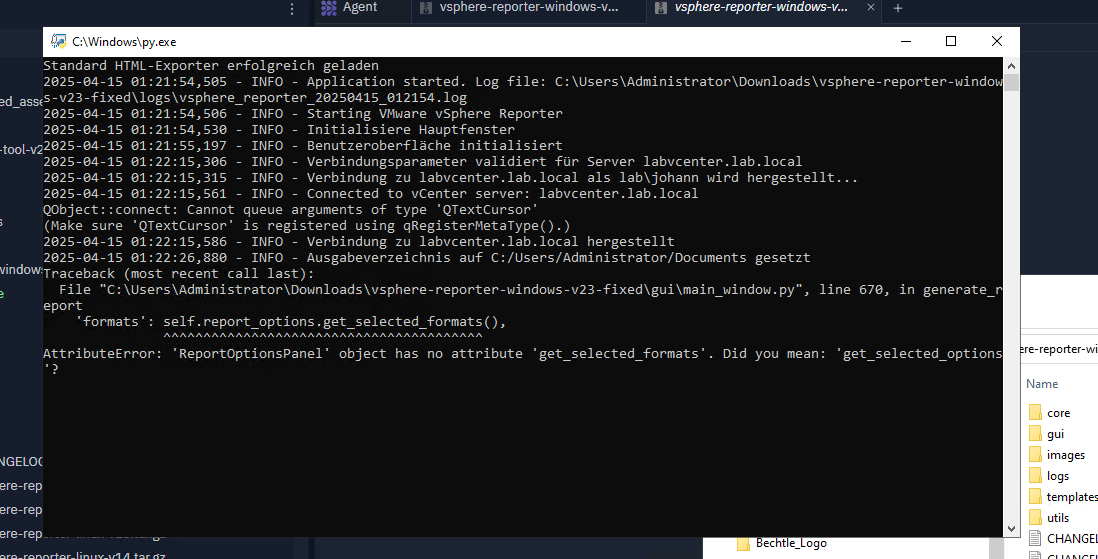 Agent
vsphere-reporter-windows-v...
vsphere-reporter-windows-v...
C:\Windows\py.exe
Standard HTML-Exporter erfolgreich geladen
2025-04-15 01:21:54,505 - INFO - Application started. Log file: C:\Users\Administrator\Downloads\vsphere-reporter-window
s-v23-fixed\logs\vsphere_reporter_20250415_012154.log
2025-04-15 01:21:54,506 - INFO - Starting VMware vSphere Reporter
2025-04-15 01:21:54,530 - INFO - Initialisiere Hauptfenster
2025-04-15 01:21:55,197 - INFO - Benutzeroberfläche initialisiert
2025-04-15 01:22:15,306 - INFO - Verbindungsparameter validiert für Server labvcenter.lab.local
2025-04-15 01:22:15,315 - INFO - Verbindung zu labvcenter.lab.local als lab\johann wird hergestellt...
2025-04-15 01:22:15,561 - INFO - Connected to vCenter server: labvcenter.lab.local
QObject::connect: Cannot queue arguments of type 'QTextCursor'
(Make sure 'QTextCursor' is registered using qRegisterMetaType().)
2025-04-15 01:22:15,586 - INFO - Verbindung zu labvcenter.lab.local hergestellt
2025-04-15 01:22:26,880 - INFO - Ausgabeverzeichnis auf C:/Users/Administrator/Documents gesetzt
Traceback (most recent call last):
File "C:\Users\Administrator\Downloads\vsphere-reporter-windows-v23-fixed\gui\main_window.py", line 670, in generate_r
eport
'formats': self.report_options.get_selected_formats(),
^^^^^^^^^^^^^^^^^^^^^^^^^^^^^^^^^^^^^^^^
AttributeError: 'ReportOptionsPanel' object has no attribute 'get_selected_formats'. Did you mean: 'get_selected_options
'?
ed_asse
-tool-v2
s
windows
e
NGELOG
ere-rep
ere-rep
ere-rep
ere-reporter-linux-v14.tar.gz
ere-reporter-wi
Name
core
gui
images
logs
templates
utils
CHANGEL
Bechtle_Logo